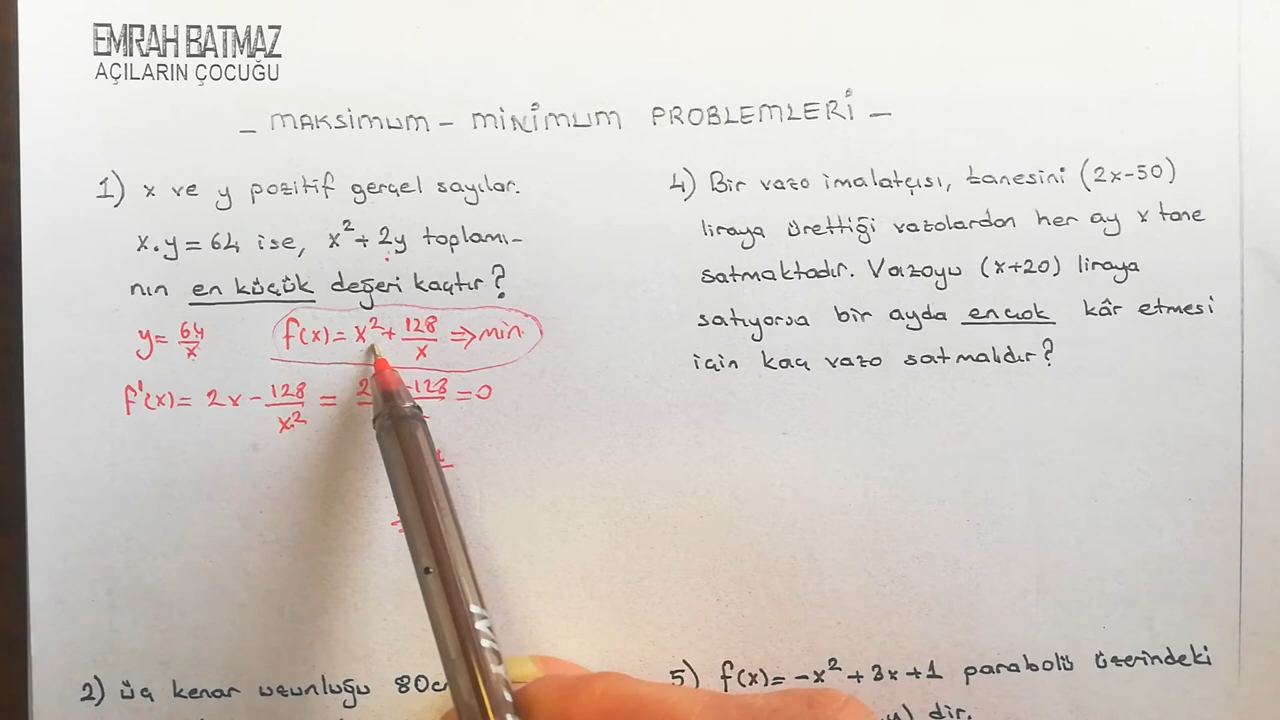 EMRAH BATMAZ
AÇILARIN ÇOCUĞU
- MAKSİMUM - MİNİMUM PROBLEMLERİ -
1) x ve y pozitif gerçel sayılar.
x.y=64 ise, x²+2y toplamı-
nın en küçük değeri kaçtır?
y=64/x f(x)=x²+128/x ⇒ min.
f'(x)=2x-128/x² = -128 =0
2) üç kenar uzunluğu 80
4) Bir vazo imalatçısı, tanesini (2x-50)
liraya ürettiği vazolardan her ay x tane
satmaktadır. Vazoyu (x+20) liraya
satıyorsa bir ayda en çok kâr etmesi
için kaç vazo satmalıdır?
5) f(x)=-x²+3x+1 parabolü üzerindeki
dir.